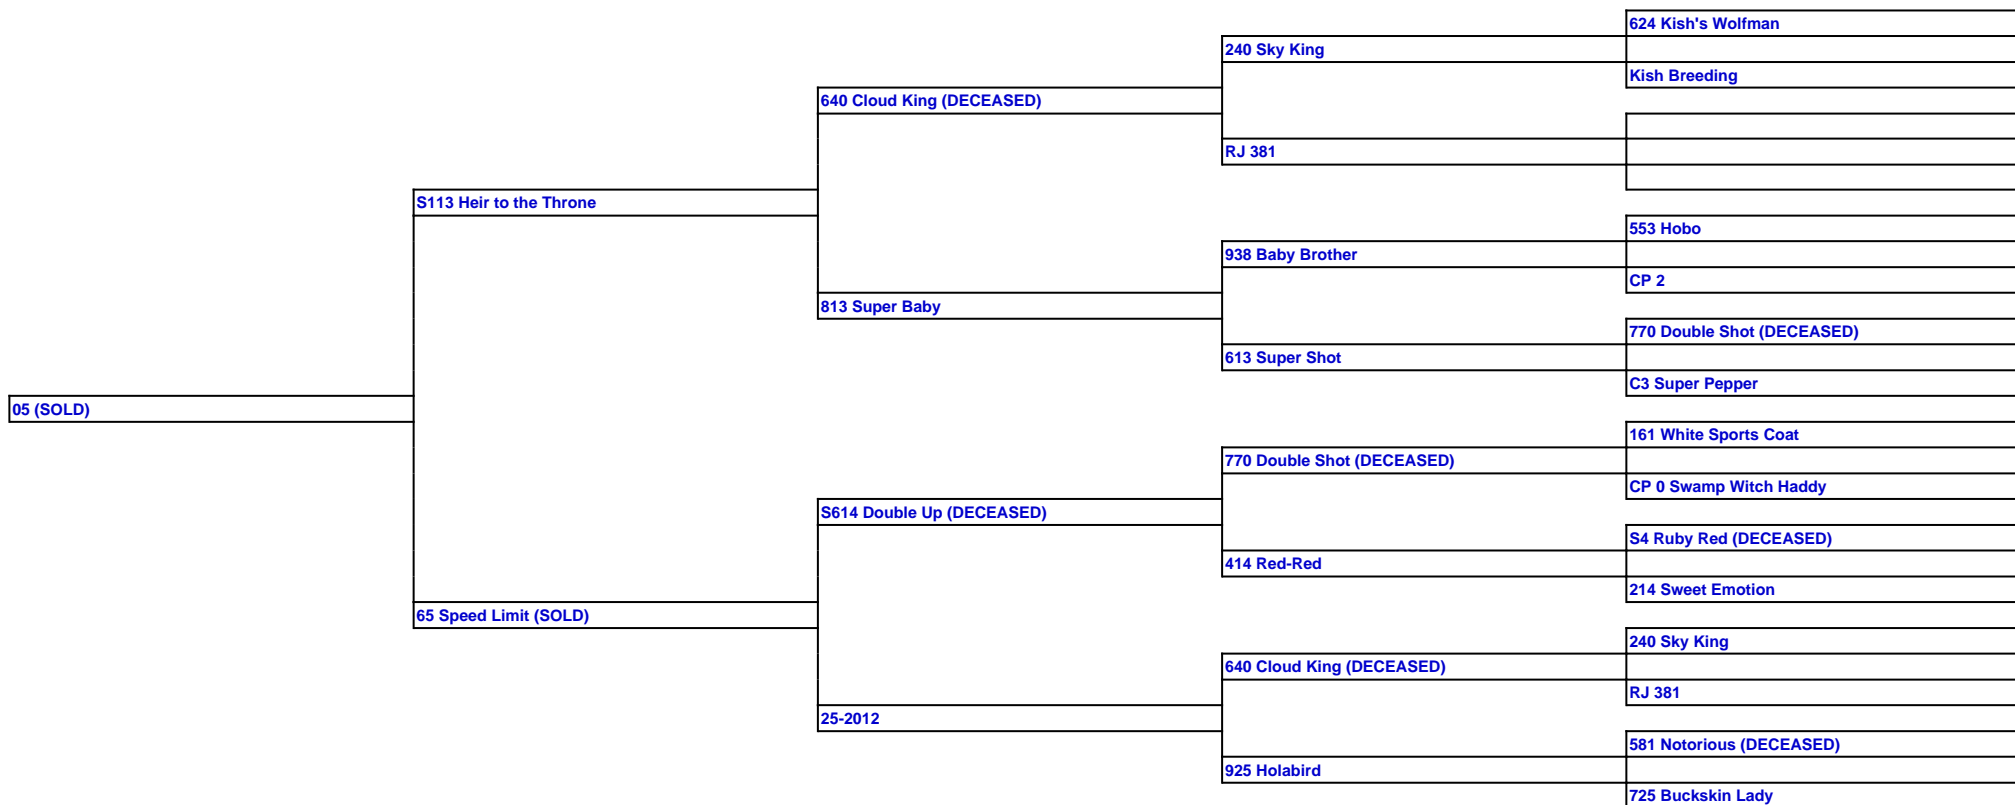 624 Kish's Wolfman
240 Sky King
Kish Breeding
640 Cloud King (DECEASED)
RJ 381
S113 Heir to the Throne
553 Hobo
938 Baby Brother
CP 2
813 Super Baby
770 Double Shot (DECEASED)
613 Super Shot
C3 Super Pepper
05 (SOLD)
161 White Sports Coat
770 Double Shot (DECEASED)
CP 0 Swamp Witch Haddy
S614 Double Up (DECEASED)
S4 Ruby Red (DECEASED)
414 Red-Red
214 Sweet Emotion
65 Speed Limit (SOLD)
240 Sky King
640 Cloud King (DECEASED)
RJ 381
25-2012
581 Notorious (DECEASED)
925 Holabird
725 Buckskin Lady